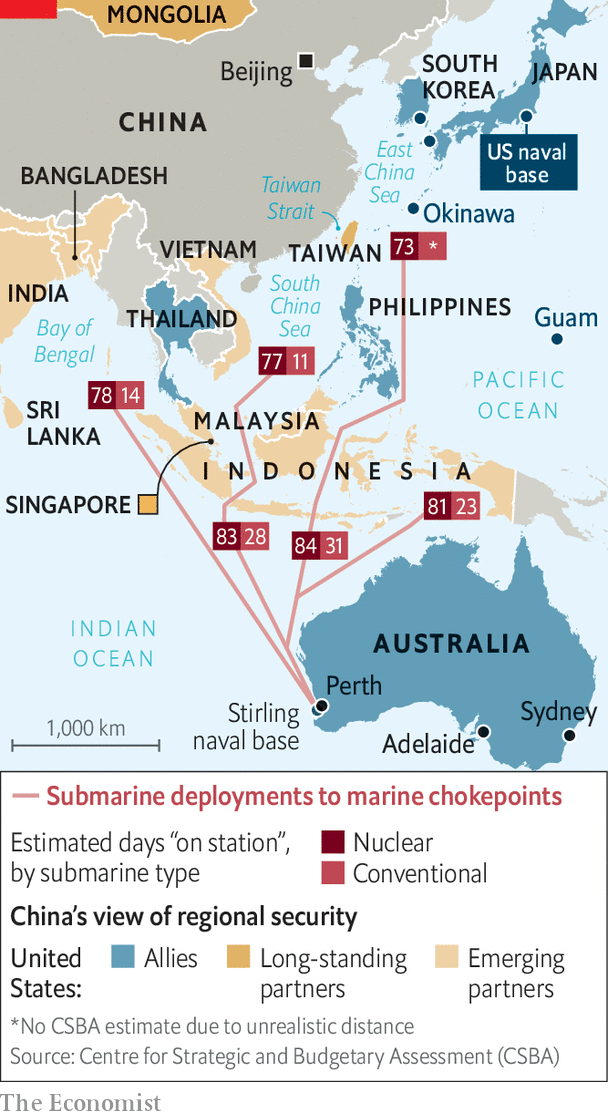 MONGOLIA
Beijing
SOUTH
KOREA
JAPAN
CHINA
East
China
Sea
US naval
base
BANGLADESH
Taiwan
Strait
Okinawa
VIETNAM
TAIWAN
73 *
INDIA
South
China
Sea
PHILIPPINES
THAILAND
Guam
Bay of
Bengal
77 11
PACIFIC
OCEAN
78 14
SRI
LANKA
MALAYSIA
INDONESIA
SINGAPORE
81 23
83 28
84 31
INDIAN
OCEAN
AUSTRALIA
Perth
Stirling
naval base
Sydney
Adelaide
1,000 km
Submarine deployments to marine chokepoints
Estimated days “on station”,
by submarine type
Nuclear
Conventional
China’s view of regional security
United
States:
Allies
Long-standing
partners
Emerging
partners
*No CSBA estimate due to unrealistic distance
Source: Centre for Strategic and Budgetary Assessment (CSBA)
The Economist